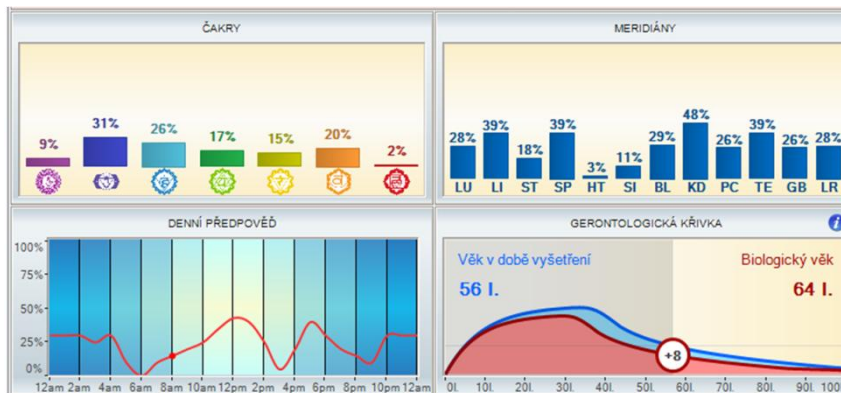 ČAKRY
9%
31%
26%
17%
15%
20%
2%
MERIDIÁNY
28%
39%
18%
39%
3%
11%
29%
48%
26%
39%
26%
28%
LU LI ST SP HT SI BL KD PC TE GB LR
DENNÍ PŘEDPOVĚĎ
100%
75%
50%
25%
0%
12am 2am 4am 6am 8am 10am 12pm 2pm 4pm 6pm 8pm 10pm 12am
GERONTOLOGICKÁ KŘIVKA
i
Věk v době vyšetření
56 l.
Biologický věk
64 l.
+8
0l. 10l. 20l. 30l. 40l. 50l. 60l. 70l. 80l. 90l. 100l